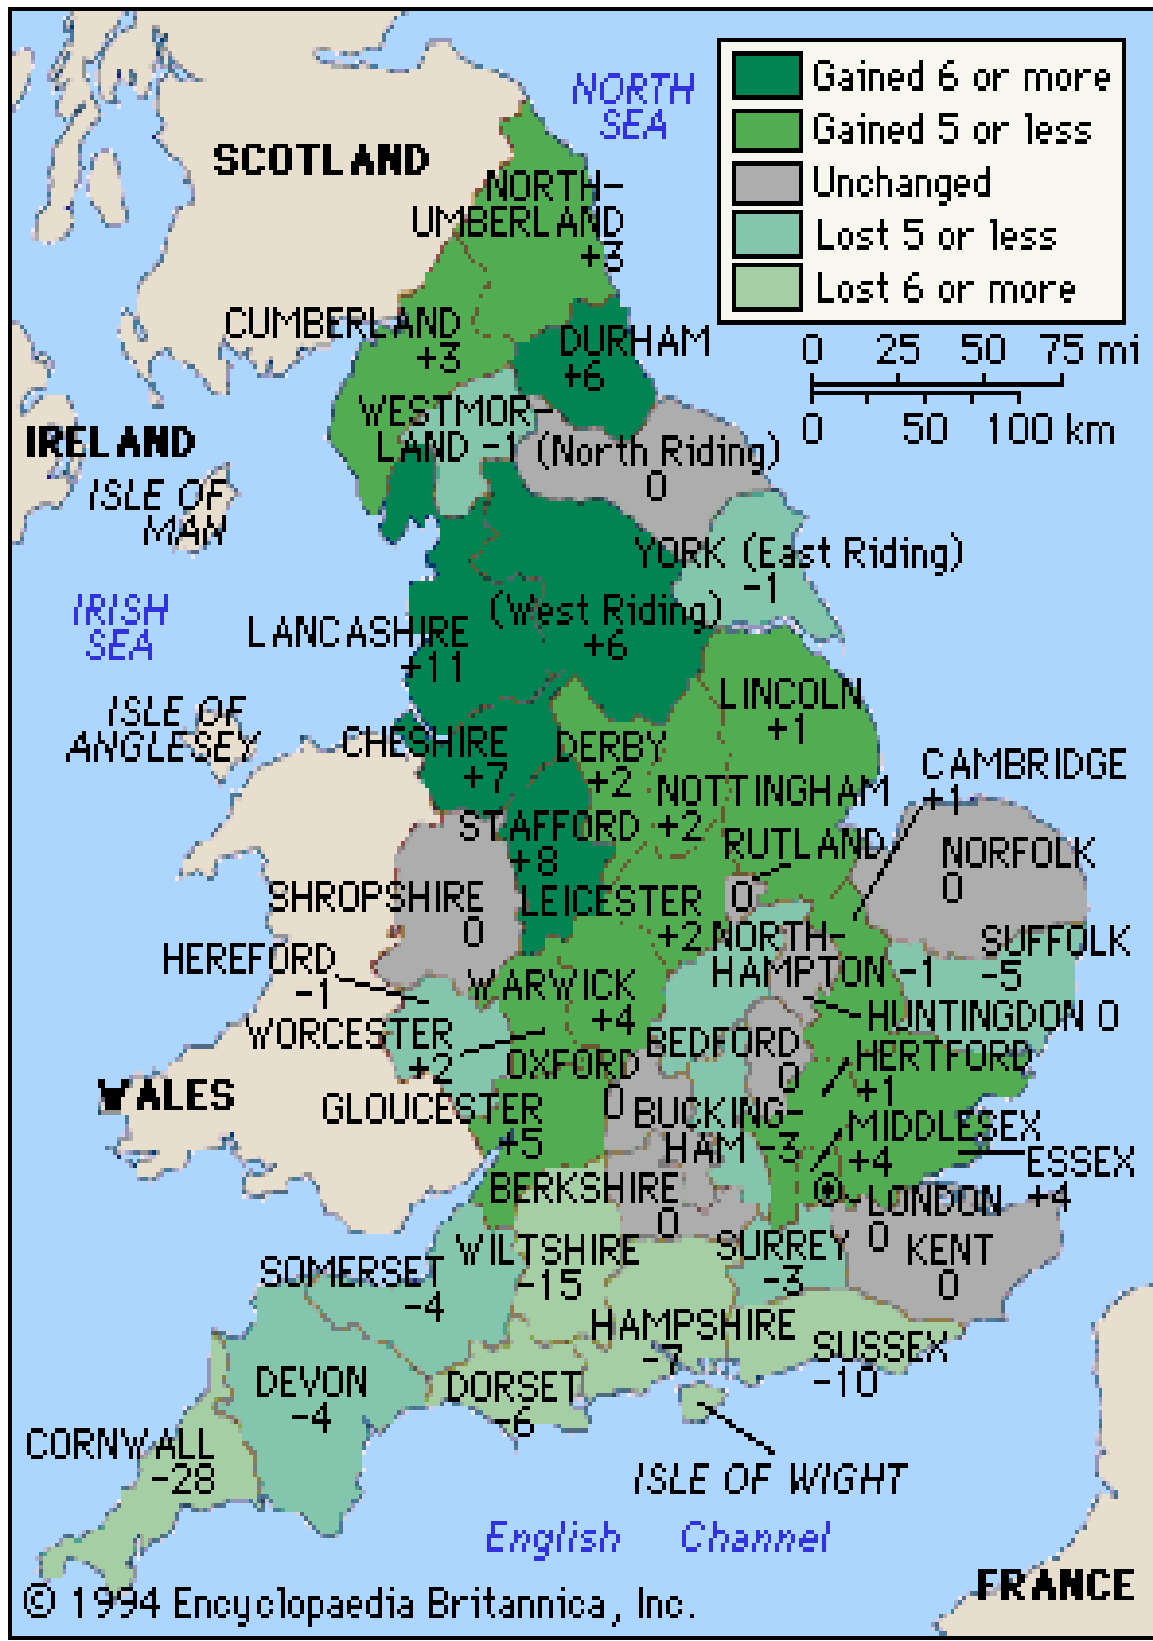 NORTH
SEA
Gained 6 or more
Gained 5 or less
Unchanged
Lost 5 or less
Lost 6 or more
SCOTLAND
NORTH-
UMBERLAND
+3
CUMBERLAND
+3
DURHAM
+6
0 25 50 75 mi
0 50 100 km
WESTMOR-
LAND -1
(North Riding)
0
IRELAND
ISLE OF
MAN
YORK (East Riding)
-1
IRISH
SEA
(West Riding)
+6
LANCASHIRE
+11
LINCOLN
+1
ISLE OF
ANGLESEY
CHESHIRE
+7
DERBY
+2
CAMBRIDGE
+1
NOTTINGHAM
+2
STAFFORD
+8
RUTLAND
0
NORFOLK
0
SHROPSHIRE
0
LEICESTER
+2
NORTH-
HAMPTON -1
SUFFOLK
-5
HEREFORD
-1
WARWICK
+4
HUNTINGDON 0
WORCESTER
+2
OXFORD
0
BEDFORD
0
HERTFORD
+1
GLOUCESTER
+5
BUCKING-
HAM -3
MIDDLESEX
+4
WALES
ESSEX
+4
BERKSHIRE
0
LONDON
0
KENT
0
SOMERSET
-4
WILTSHIRE
-15
SURREY
-3
HAMPSHIRE
-7
SUSSEX
-10
DEVON
-4
DORSET
-6
CORNWALL
-28
ISLE OF WIGHT
English Channel
FRANCE
© 1994 Encyclopaedia Britannica, Inc.